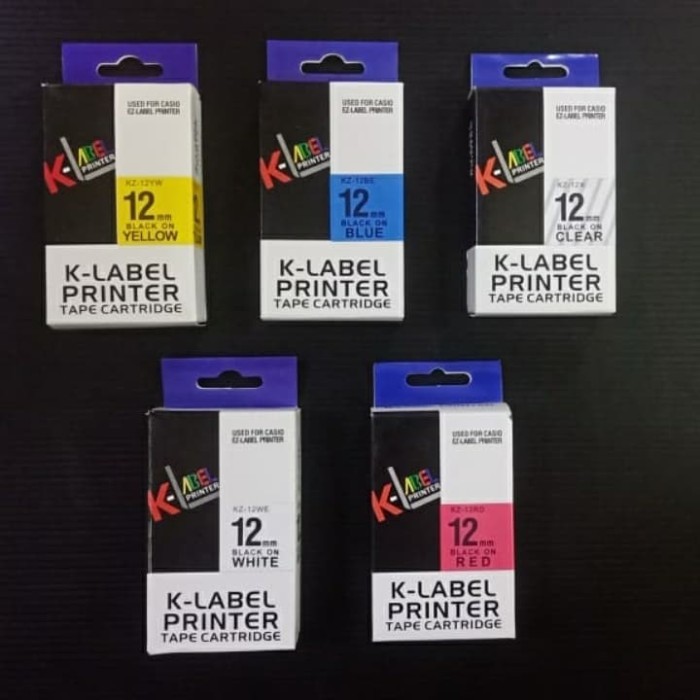 USED FOR CASIO
EZ-LABEL PRINTER
K-LABEL
PRINTER
KZ-12YW
12mm
BLACK ON
YELLOW
K-LABEL
PRINTER
TAPE CARTRIDGE
USED FOR CASIO
EZ-LABEL PRINTER
K-LABEL
PRINTER
KZ-12BE
12mm
BLACK ON
BLUE
K-LABEL
PRINTER
TAPE CARTRIDGE
USED FOR CASIO
EZ-LABEL PRINTER
K-LABEL
PRINTER
KZ-12X
12mm
BLACK ON
CLEAR
K-LABEL
PRINTER
TAPE CARTRIDGE
USED FOR CASIO
EZ-LABEL PRINTER
K-LABEL
PRINTER
KZ-12WE
12mm
BLACK ON
WHITE
K-LABEL
PRINTER
TAPE CARTRIDGE
USED FOR CASIO
EZ-LABEL PRINTER
K-LABEL
PRINTER
KZ-12RD
12mm
BLACK ON
RED
K-LABEL
PRINTER
TAPE CARTRIDGE